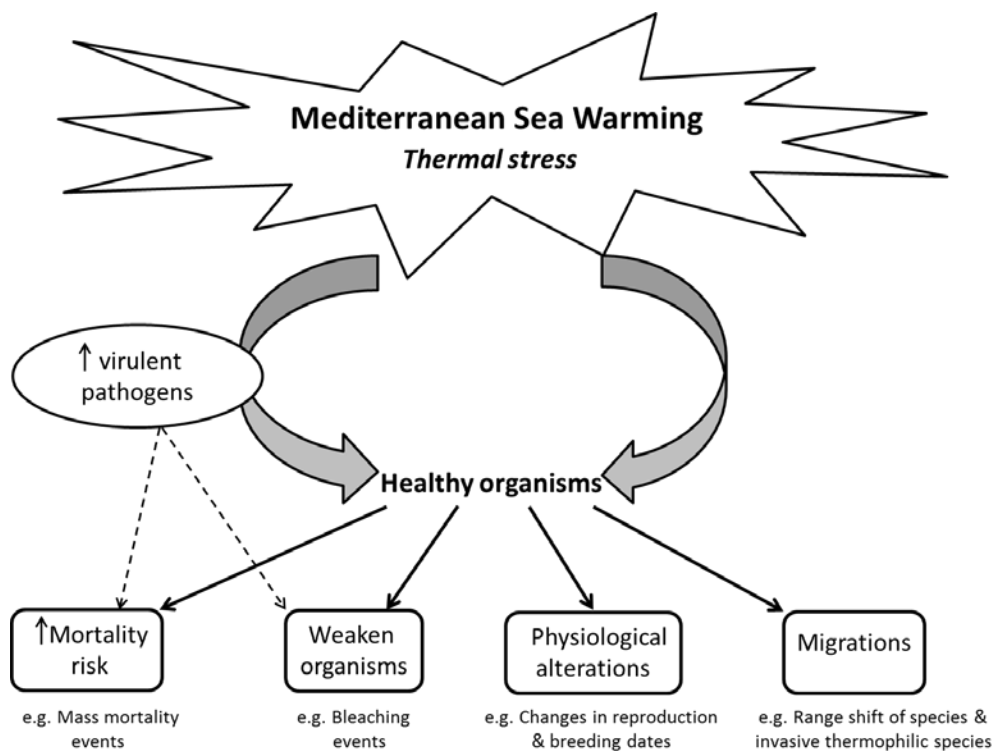 Mediterranean Sea Warming
Thermal stress
↑ virulent
pathogens
Healthy organisms
↑Mortality
risk
Weaken
organisms
Physiological
alterations
Migrations
e.g. Mass mortality
events
e.g. Bleaching
events
e.g. Changes in reproduction
& breeding dates
e.g. Range shift of species &
invasive thermophilic species